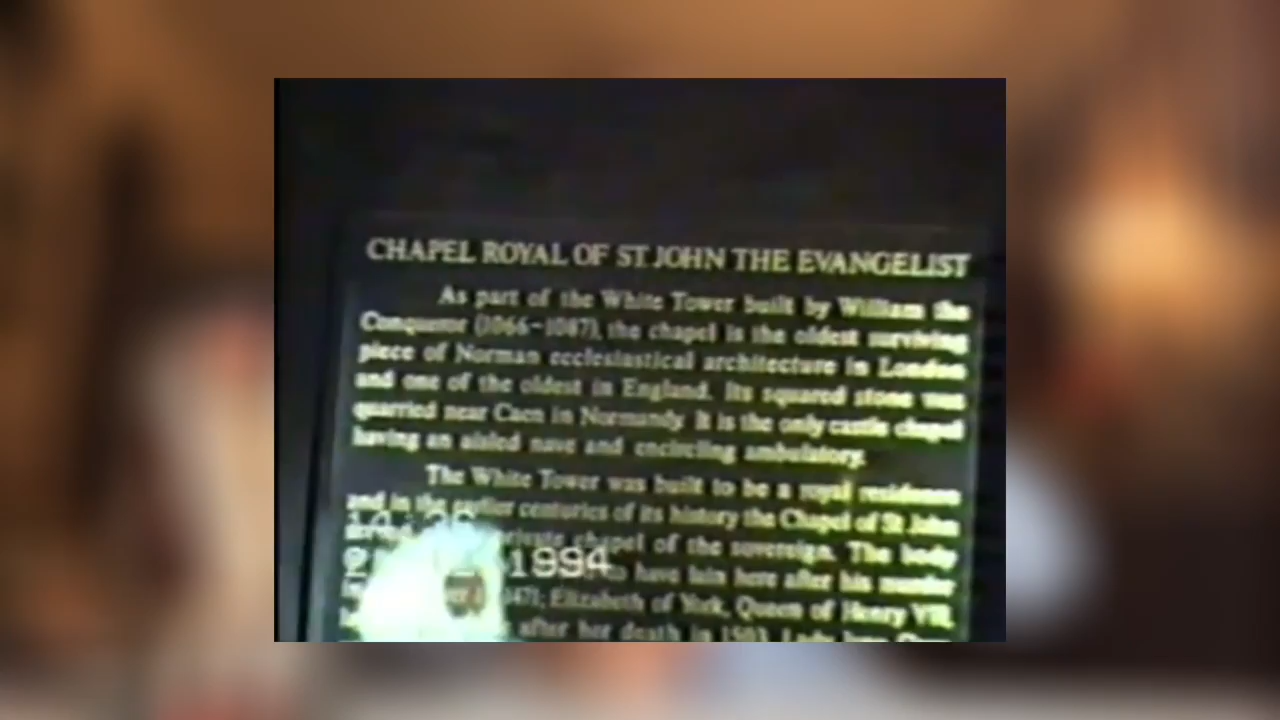 CHAPEL ROYAL OF ST JOHN THE EVANGELIST
As part of the White Tower built by William the
Conqueror (1066-1087), the chapel is the oldest surviving
piece of Norman ecclesiastical architecture in London
and one of the oldest in England. Its squared stone was
quarried near Caen in Normandy. It is the only castle chapel
having an aisled nave and encircling ambulatory.
The White Tower was built to be a royal residence
and in the earlier centuries of its history the Chapel of St John
private chapel of the sovereign. The body
to have lain here after his murder
1471; Elizabeth of York, Queen of Henry VII,
after her death in 1503. Lady
1994